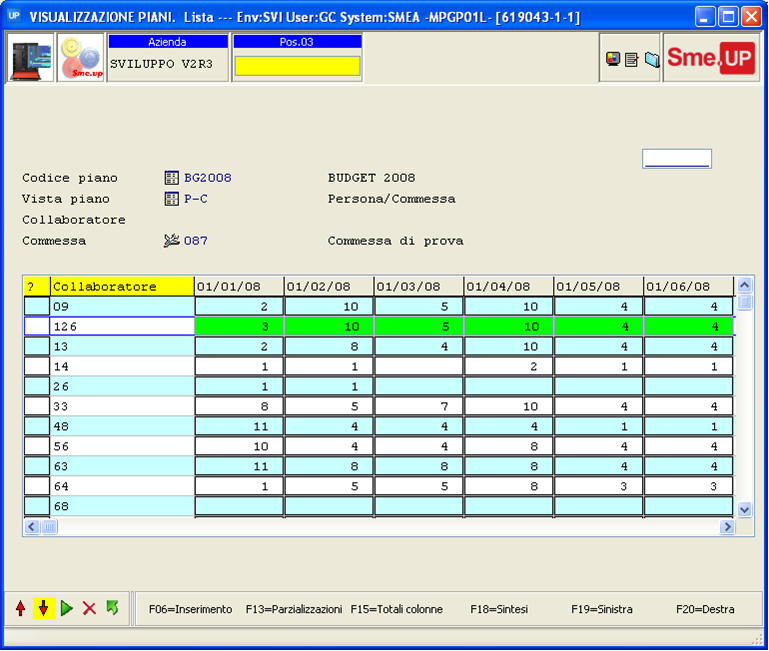 UP VISUALIZZAZIONE PIANI. Lista --- Env:SVI User:GC System:SMEA -MPGP01L- [619043-1-1]
Azienda Pos.03
Sme.up SVILUPPO V2R3 Sme.UP
Codice piano BG2008 BUDGET 2008
Vista piano P-C Persona/Commessa
Collaboratore
Commessa 087 Commessa di prova
? Collaboratore 01/01/08 01/02/08 01/03/08 01/04/08 01/05/08 01/06/08
09 2 10 5 10 4 4
126 3 10 5 10 4 4
13 2 8 4 10 4 4
14 1 1 2 1 1
26 1 1
33 8 5 7 10 4 4
48 11 4 4 4 1 1
56 10 4 4 8 4 4
63 11 8 8 8 4 4
64 1 5 5 8 3 3
68
F06=Inserimento F13=Parzializzazioni F15=Totali colonne F18=Sintesi F19=Sinistra F20=Destra